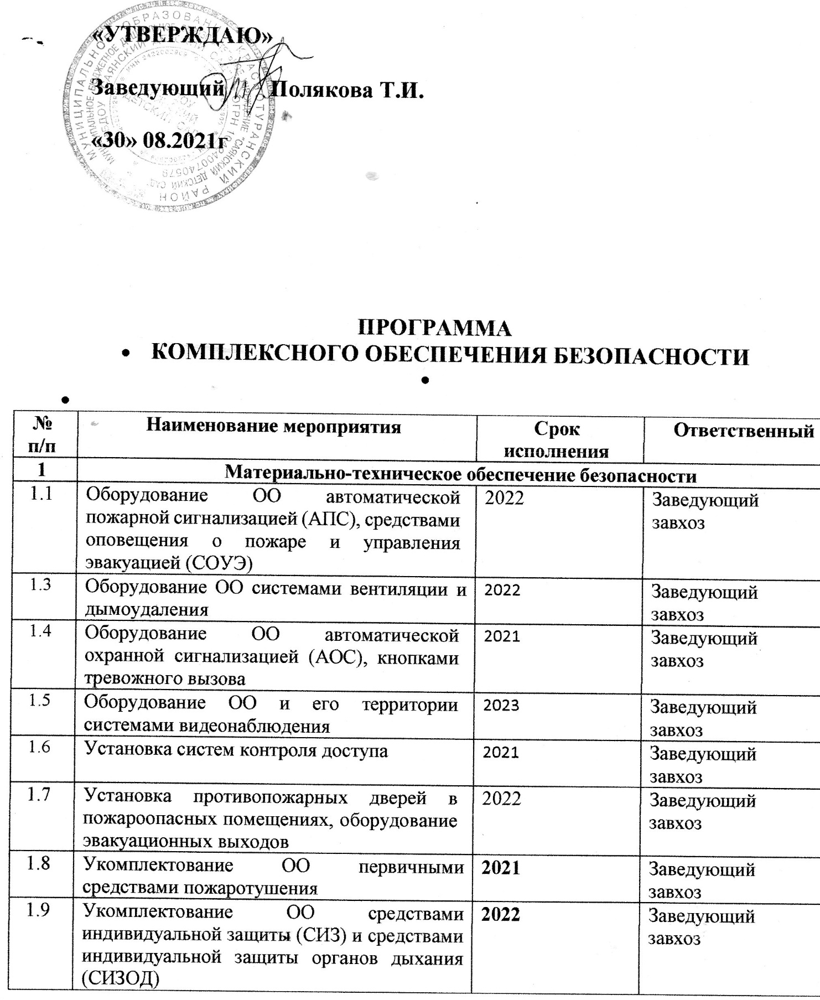 «УТВЕРЖДАЮ»
Заведующий Полякова Т.И.
«30» 08.2021г
МУНИЦИПАЛЬНОЕ ОБРАЗОВАНИЕ КРАСНОТУРАНСКИЙ РАЙОН
ПРОГРАММА
• КОМПЛЕКСНОГО ОБЕСПЕЧЕНИЯ БЕЗОПАСНОСТИ
•
•
№ Наименование мероприятия Срок Ответственный
п/п исполнения
1 Материально-техническое обеспечение безопасности
1.1 Оборудование ОО автоматической 2022 Заведующий
пожарной сигнализацией (АПС), средствами завхоз
оповещения о пожаре и управления
эвакуацией (СОУЭ)
1.3 Оборудование ОО системами вентиляции и 2022 Заведующий
дымоудаления завхоз
1.4 Оборудование ОО автоматической 2021 Заведующий
охранной сигнализацией (АОС), кнопками завхоз
тревожного вызова
1.5 Оборудование ОО и его территории 2023 Заведующий
системами видеонаблюдения завхоз
1.6 Установка систем контроля доступа 2021 Заведующий
завхоз
1.7 Установка противопожарных дверей в 2022 Заведующий
пожароопасных помещениях, оборудование завхоз
эвакуационных выходов
1.8 Укомплектование ОО первичными 2021 Заведующий
средствами пожаротушения завхоз
1.9 Укомплектование ОО средствами 2022 Заведующий
индивидуальной защиты (СИЗ) и средствами завхоз
индивидуальной защиты органов дыхания
(СИЗОД)